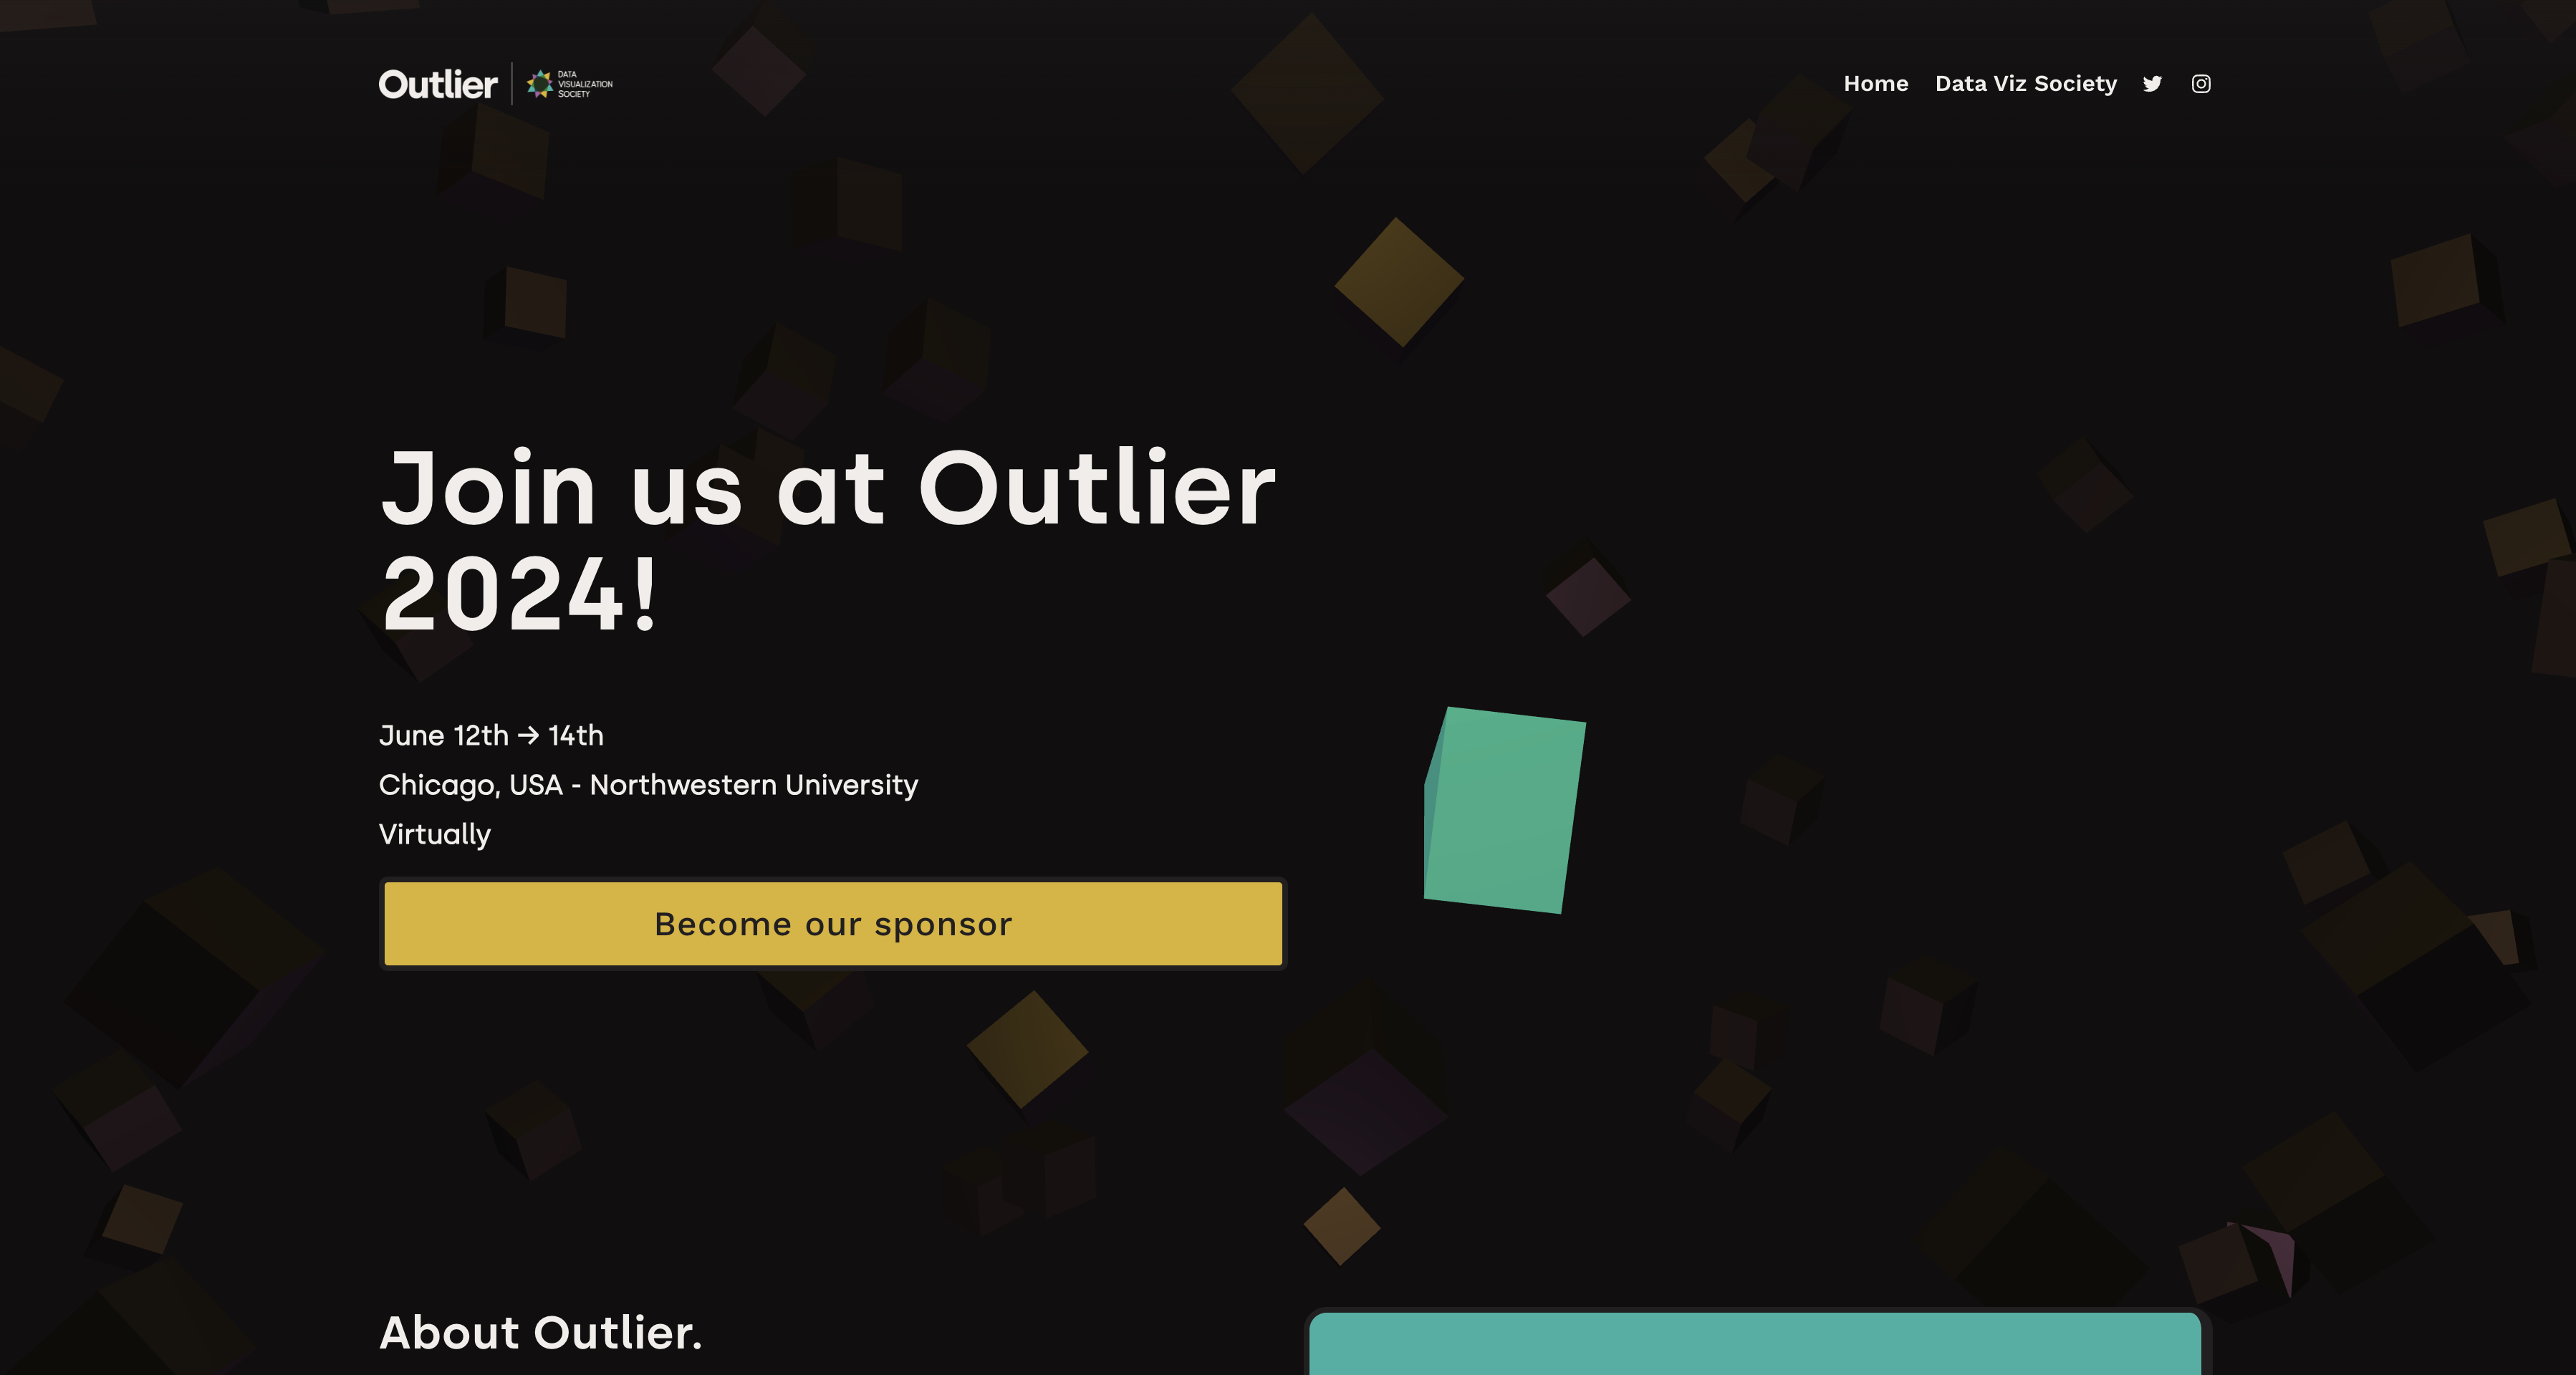 Outlier
DATA
VISUALIZATION
SOCIETY
Home Data Viz Society
Join us at Outlier
2024!
June 12th → 14th
Chicago, USA - Northwestern University
Virtually
Become our sponsor
About Outlier.